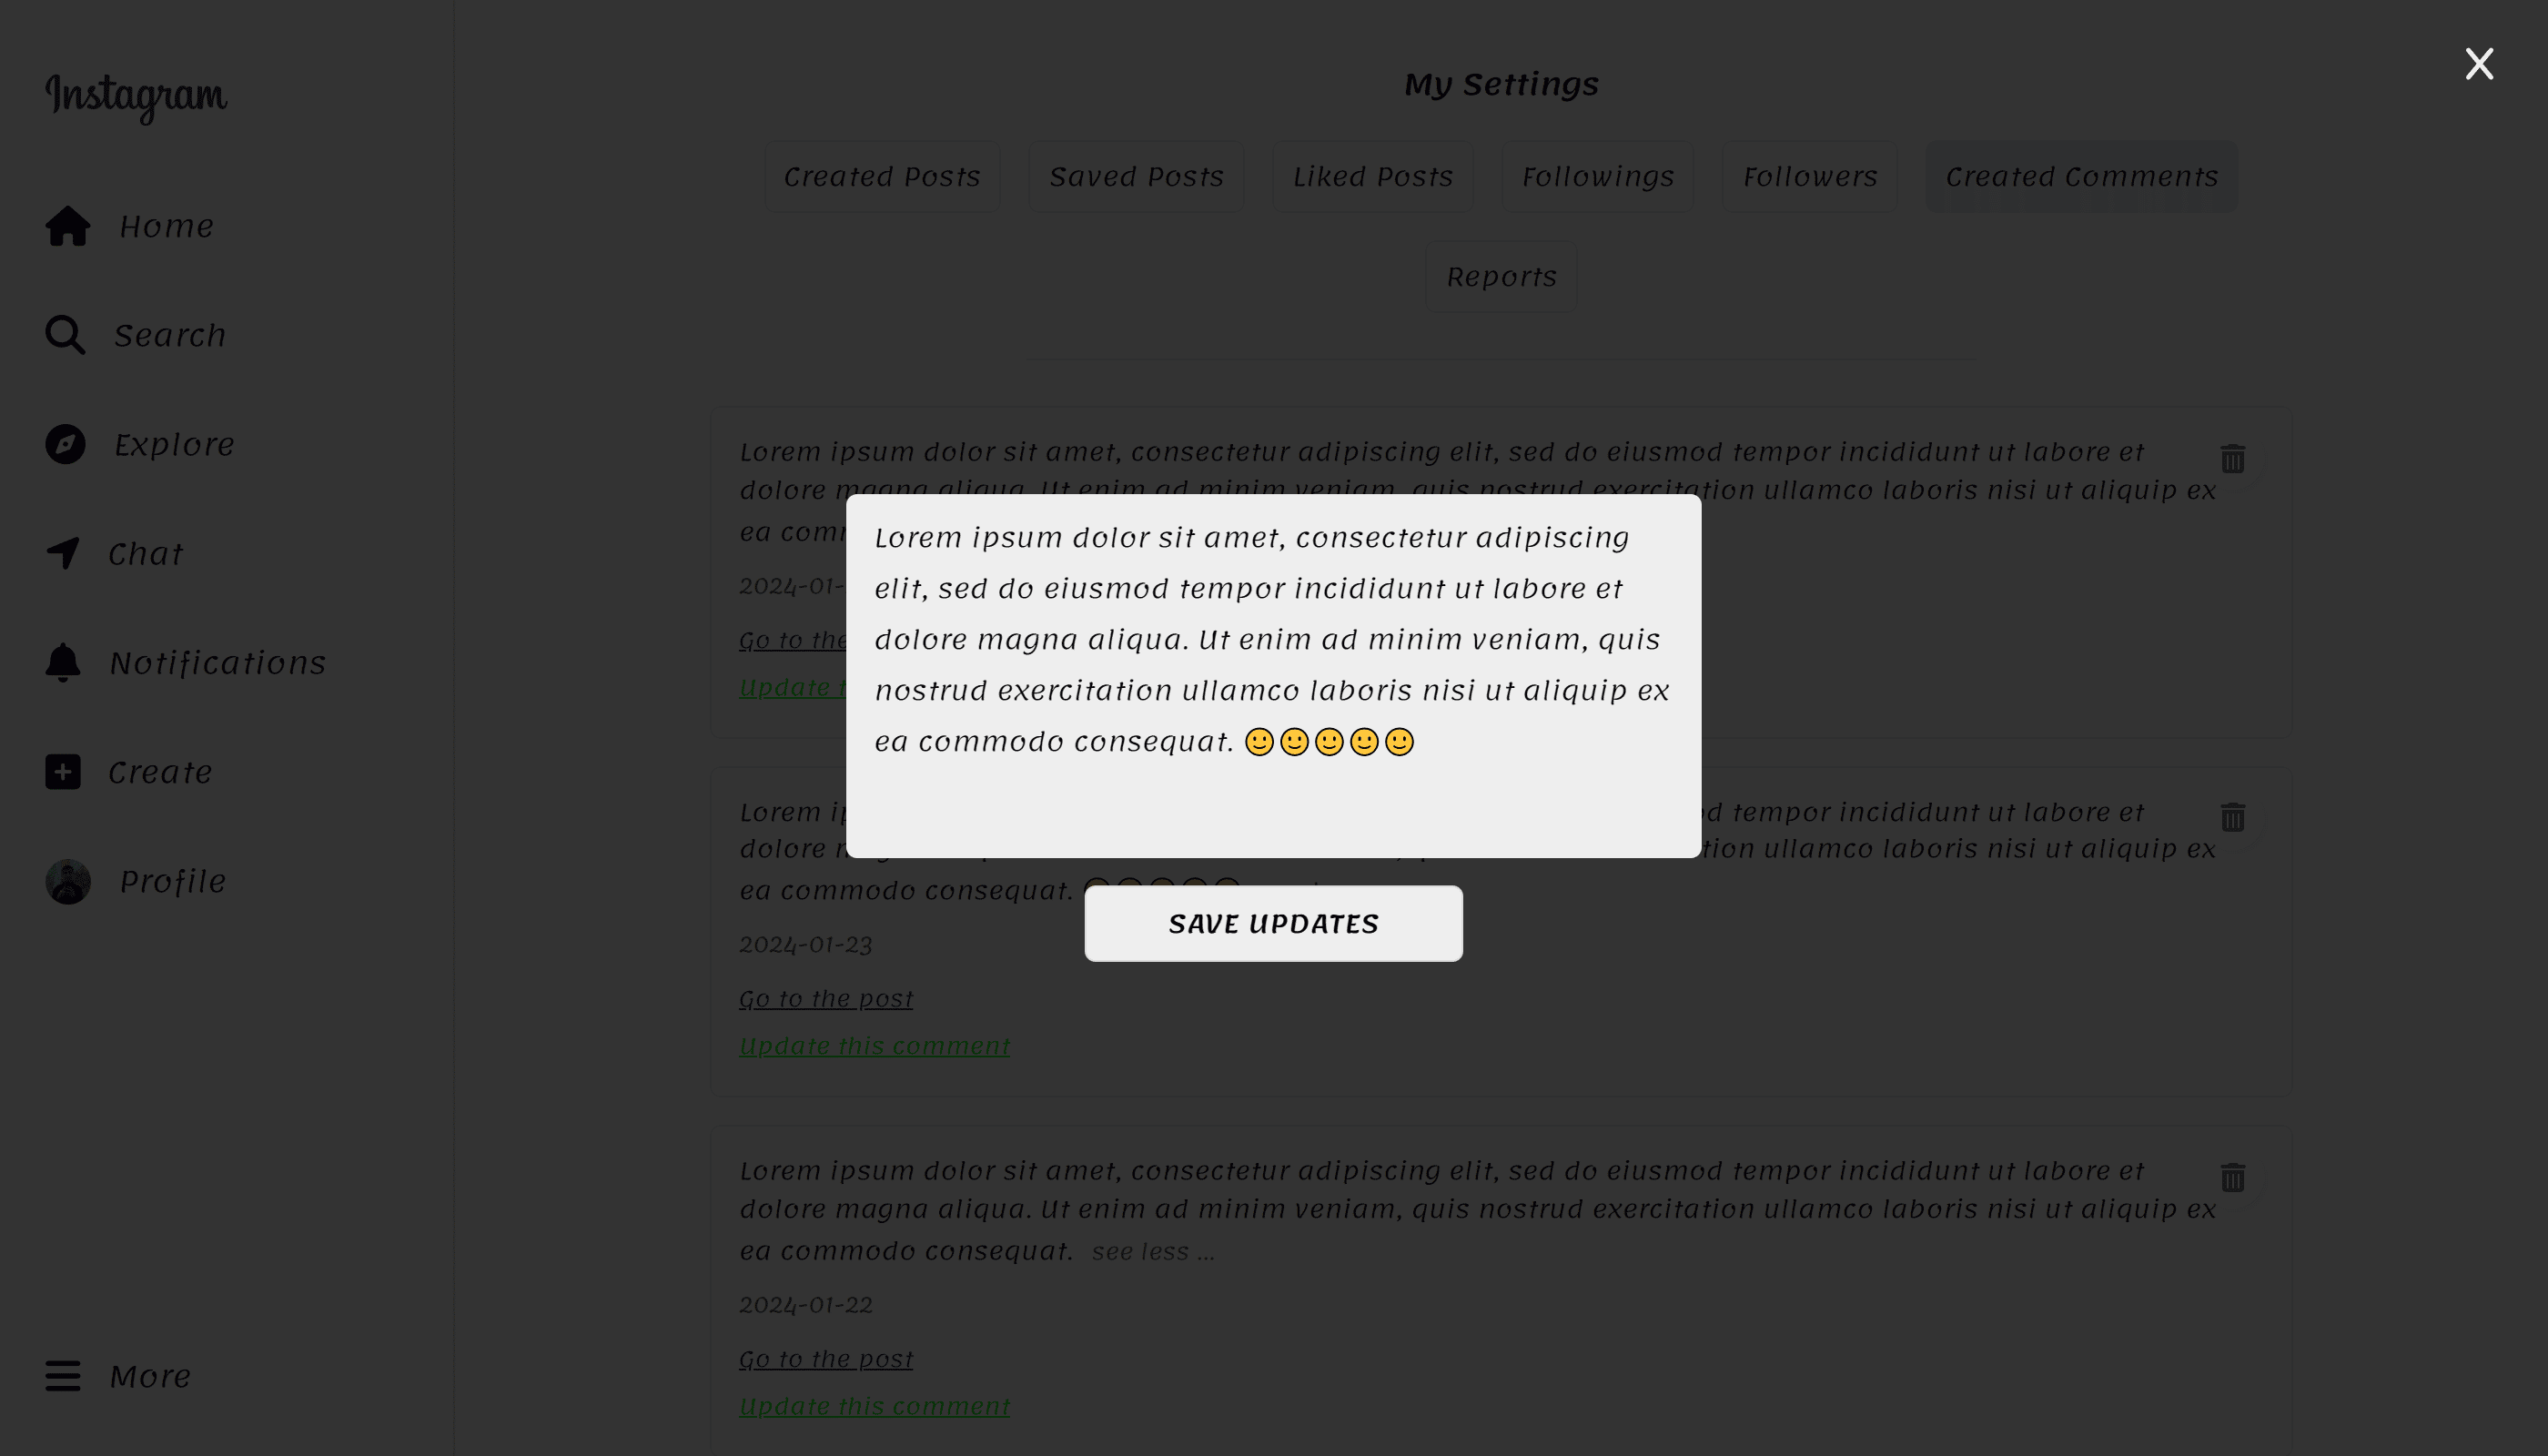 Instagram
Home
Search
Explore
Chat
Notifications
Create
Profile
More
My Settings
Created Posts
Saved Posts
Liked Posts
Followings
Followers
Created Comments
Reports
Lorem ipsum dolor sit amet, consectetur adipiscing elit, sed do eiusmod tempor incididunt ut labore et
dolore magna aliqua. Ut enim ad minim veniam, quis nostrud exercitation ullamco laboris nisi ut aliquip ex
ea
2024-01-
Go to the
Update
Lorem ipsum dolor sit amet, consectetur adipiscing
elit, sed do eiusmod tempor incididunt ut labore et
dolore magna aliqua. Ut enim ad minim veniam, quis
nostrud exercitation ullamco laboris nisi ut aliquip ex
ea commodo consequat. 🙂🙂🙂🙂🙂
SAVE UPDATES
Lorem tempor incididunt ut labore et
dolore ullamco laboris nisi ut aliquip ex
ea commodo consequat.
2024-01-23
Go to the post
Update this comment
Lorem ipsum dolor sit amet, consectetur adipiscing elit, sed do eiusmod tempor incididunt ut labore et
dolore magna aliqua. Ut enim ad minim veniam, quis nostrud exercitation ullamco laboris nisi ut aliquip ex
ea commodo consequat. see less ...
2024-01-22
Go to the post
Update this comment